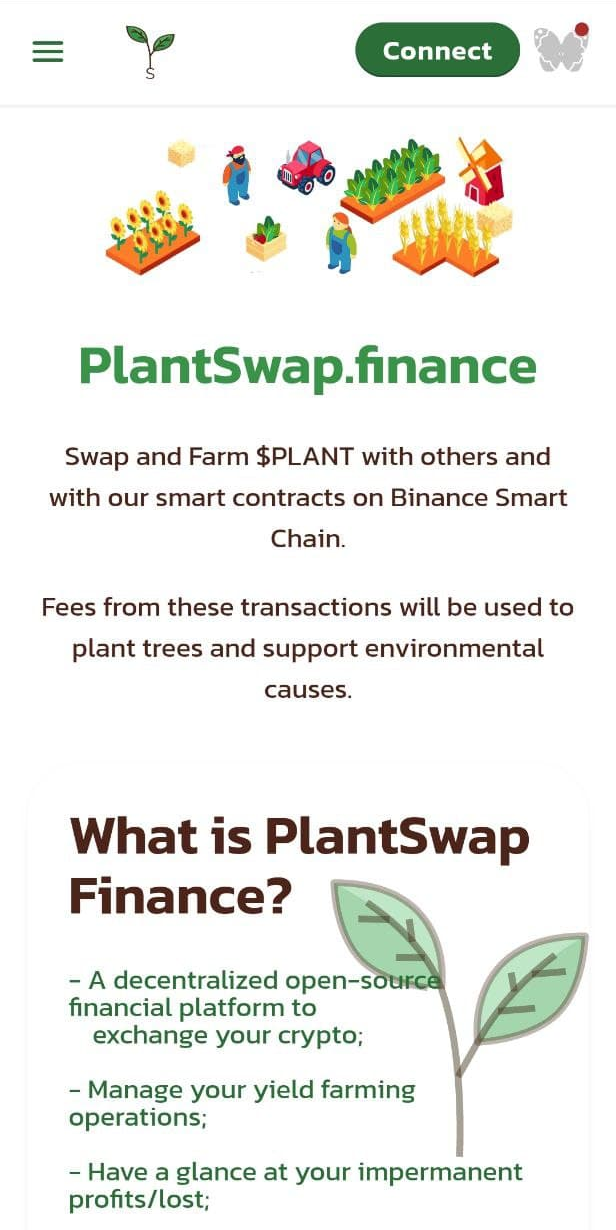 S
Connect
PlantSwap.finance
Swap and Farm $PLANT with others and
with our smart contracts on Binance Smart
Chain.
Fees from these transactions will be used to
plant trees and support environmental
causes.
What is PlantSwap
Finance?
- A decentralized open-source
financial platform to
exchange your crypto;
- Manage your yield farming
operations;
- Have a glance at your impermanent
profits/lost;